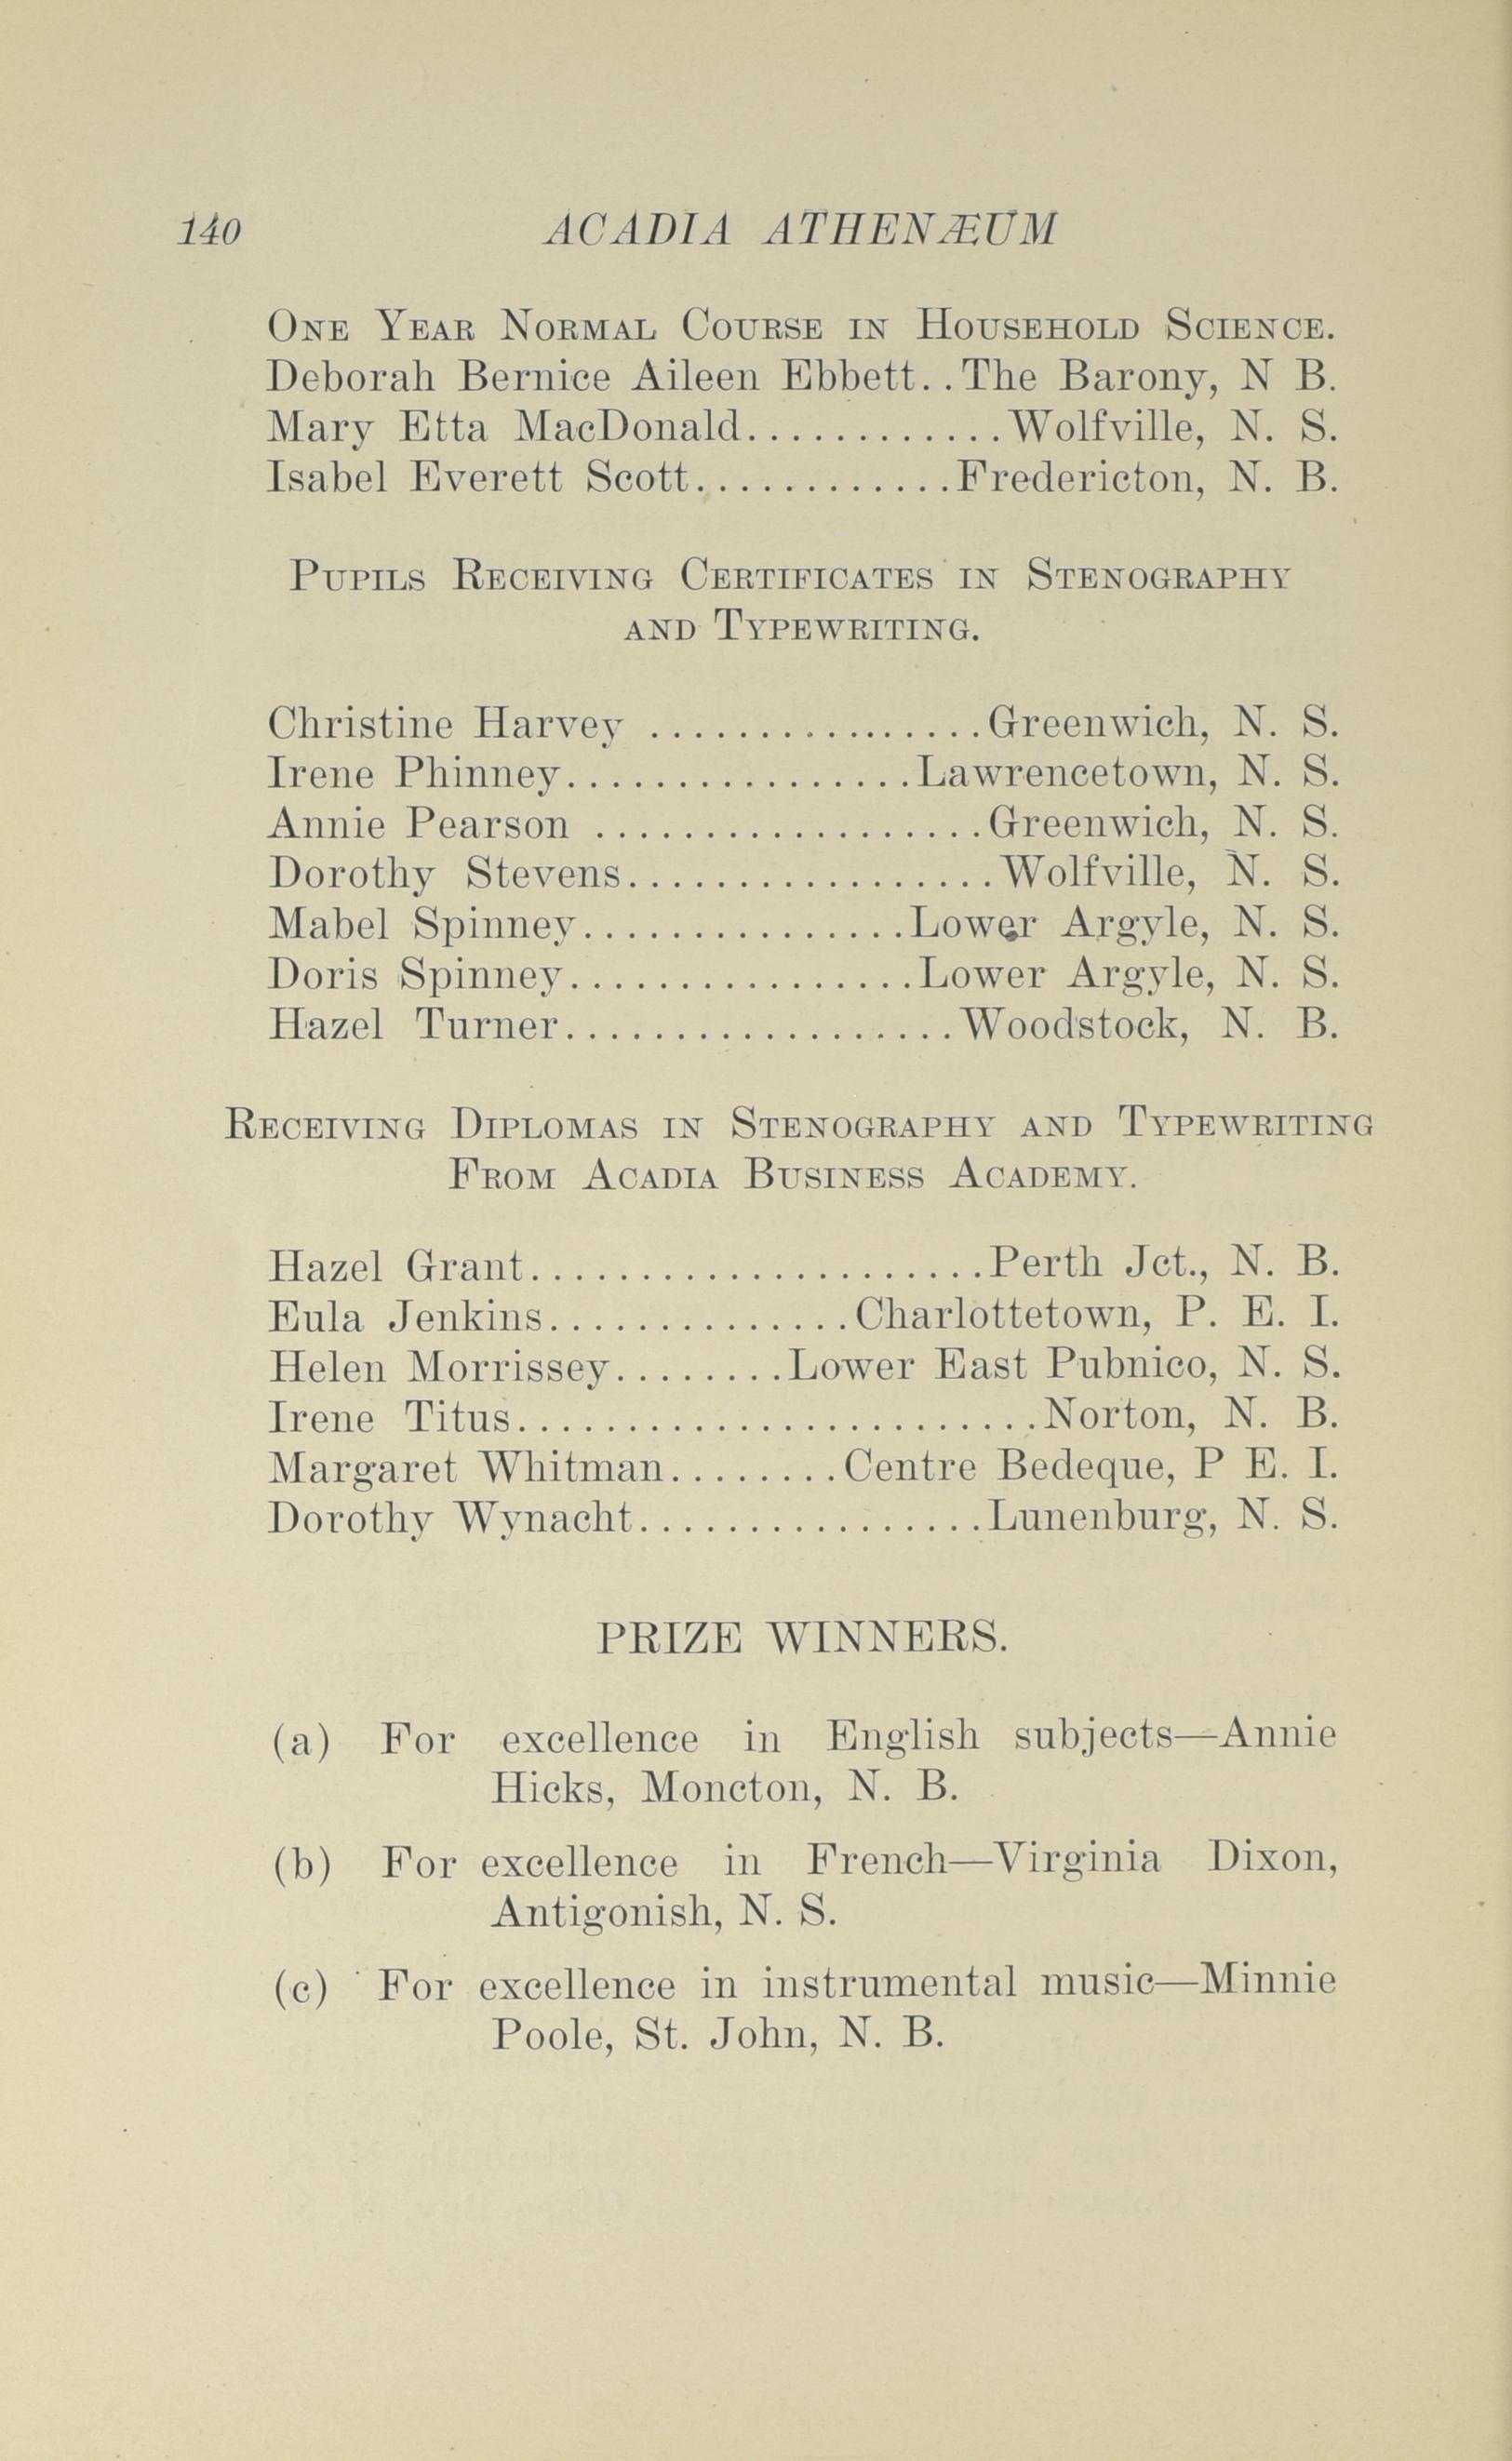 140 ACADIA ATHENÆUM
One Year Normal Course in Household Science.
Deborah Bernice Aileen Ebbett. . The Barony, N B.
Mary Etta MacDonald. . . . . . . . . . . . Wolfville, N. S.
Isabel Everett Scott. . . . . . . . . . . . Fredericton, N. B.
Pupils Receiving Certificates in Stenography
and Typewriting.
Christine Harvey . . . . . . . . . . . . . . . Greenwich, N. S.
Irene Phinney. . . . . . . . . . . . . . . . Lawrencetown, N. S.
Annie Pearson . . . . . . . . . . . . . . . . . . Greenwich, N. S.
Dorothy Stevens. . . . . . . . . . . . . . . . . Wolfville, N. S.
Mabel Spinney. . . . . . . . . . . . . . . Lower Argyle, N. S.
Doris Spinney. . . . . . . . . . . . . . . . Lower Argyle, N. S.
Hazel Turner. . . . . . . . . . . . . . . . . . Woodstock, N. B.
Receiving Diplomas in Stenography and Typewriting
From Acadia Business Academy.
Hazel Grant. . . . . . . . . . . . . . . . . . . . . Perth Jct., N. B.
Eula Jenkins. . . . . . . . . . . . . . Charlottetown, P. E. I.
Helen Morrissey. . . . . . . . Lower East Pubnico, N. S.
Irene Titus. . . . . . . . . . . . . . . . . . . . . . . . Norton, N. B.
Margaret Whitman. . . . . . . . Centre Bedeque, P E. I.
Dorothy Wynacht. . . . . . . . . . . . . . . . Lunenburg, N. S.
PRIZE WINNERS.
(a) For excellence in English subjects—Annie
Hicks, Moncton, N. B.
(b) For excellence in French—Virginia Dixon,
Antigonish, N. S.
(c) For excellence in instrumental music—Minnie
Poole, St. John, N. B.